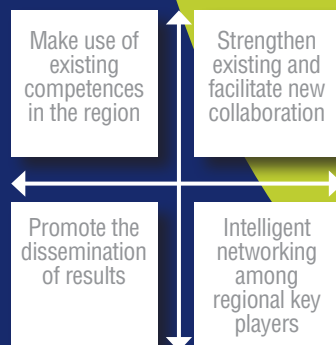 Make use of
existing
competences
in the region
Strengthen
existing and
facilitate new
collaboration
Promote the
dissemination
of results
Intelligent
networking
among
regional key
players